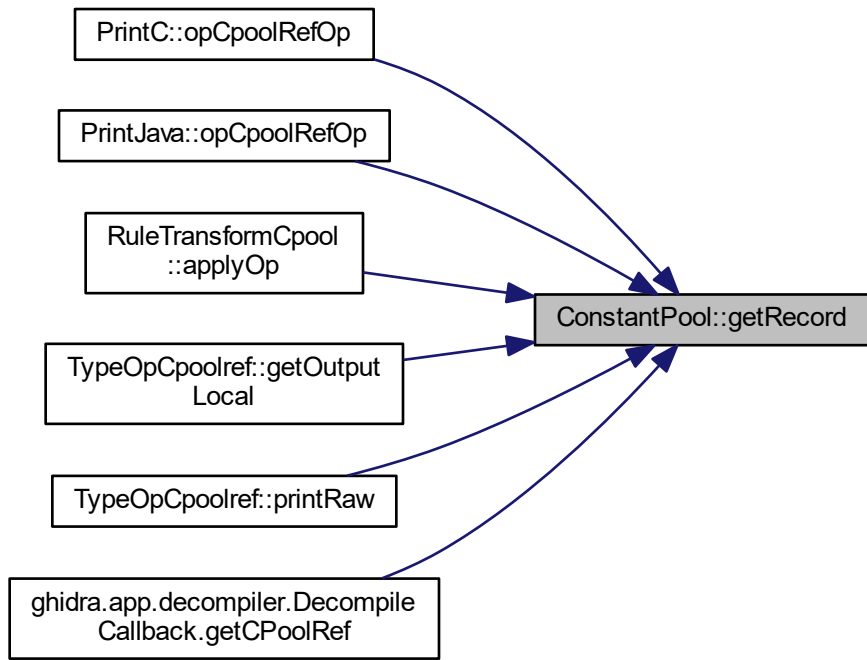 PrintC::opCpoolRefOp
PrintJava::opCpoolRefOp
RuleTransformCpool
::applyOp
ConstantPool::getRecord
TypeOpCpoolref::getOutput
Local
TypeOpCpoolref::printRaw
ghidra.app.decompiler.Decompile
Callback.getCPoolRef